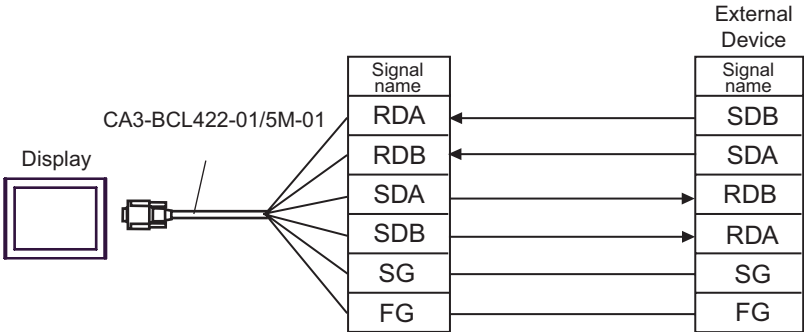 External
Device
Signal
name
Signal
name
CA3-BCL422-01/5M-01
Display
RDA
SDB
RDB
SDA
SDA
RDB
SDB
RDA
SG
SG
FG
FG